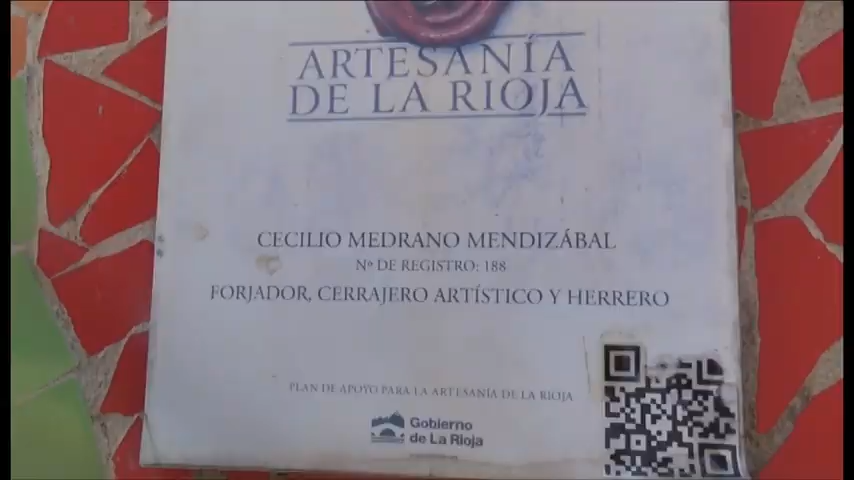 ARTESANÍA
DE LA RIOJA
CECILIO MEDRANO MENDIZÁBAL
Nº DE REGISTRO: 188
FORJADOR, CERRAJERO ARTÍSTICO Y HERRERO
PLAN DE APOYO PARA LA ARTESANÍA DE LA RIOJA
Gobierno
de La Rioja